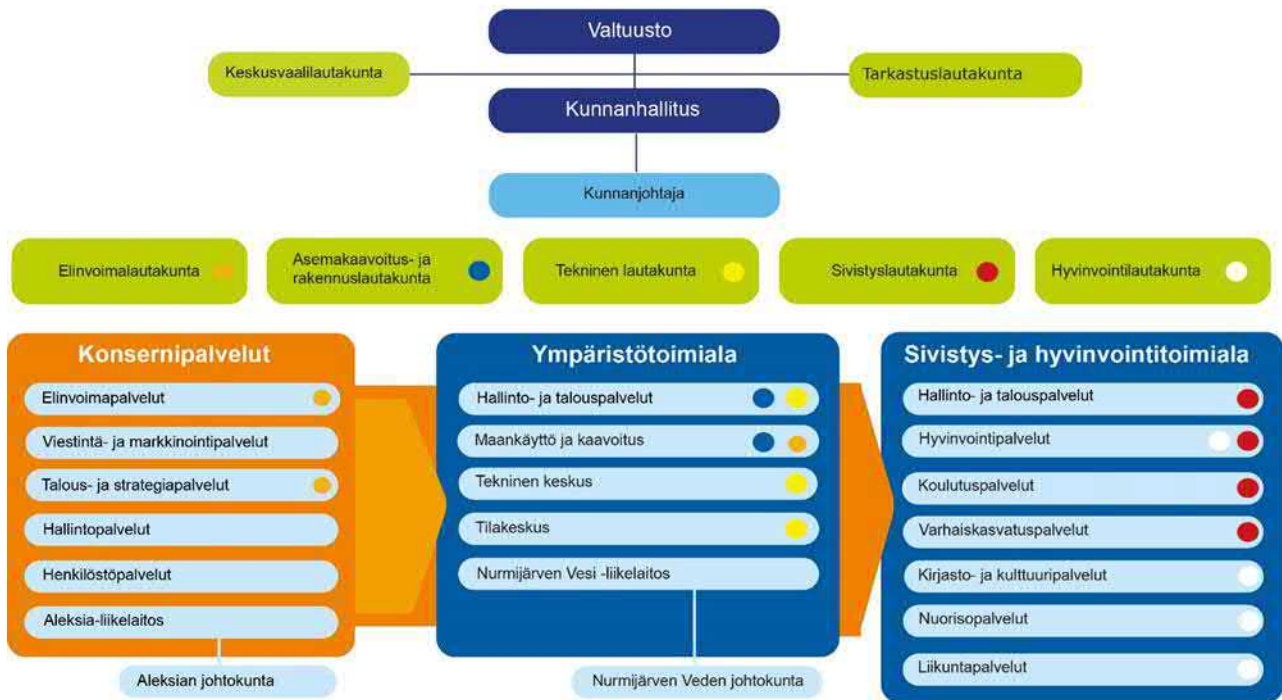 Valtuusto
Keskusvaalilautakunta
Tarkastuslautakunta
Kunnanhallitus
Kunnanjohtaja
Elinvoimalautakunta
Asemakaavoitus- ja
rakennuslautakunta
Tekninen lautakunta
Sivistyslautakunta
Hyvinvointilautakunta
Konsernipalvelut
Elinvoimapalvelut
Viestintä- ja markkinointipalvelut
Talous- ja strategiapalvelut
Hallintopalvelut
Henkilöstöpalvelut
Aleksia-liikelaitos
Aleksian johtokunta
Ympäristötoimiala
Hallinto- ja talouspalvelut
Maankäyttö ja kaavoitus
Tekninen keskus
Tilakeskus
Nurmijärven Vesi -liikelaitos
Nurmijärven Veden johtokunta
Sivistys- ja hyvinvointitoimiala
Hallinto- ja talouspalvelut
Hyvinvointipalvelut
Koulutuspalvelut
Varhaiskasvatuspalvelut
Kirjasto- ja kulttuuripalvelut
Nuorisopalvelut
Liikuntapalvelut